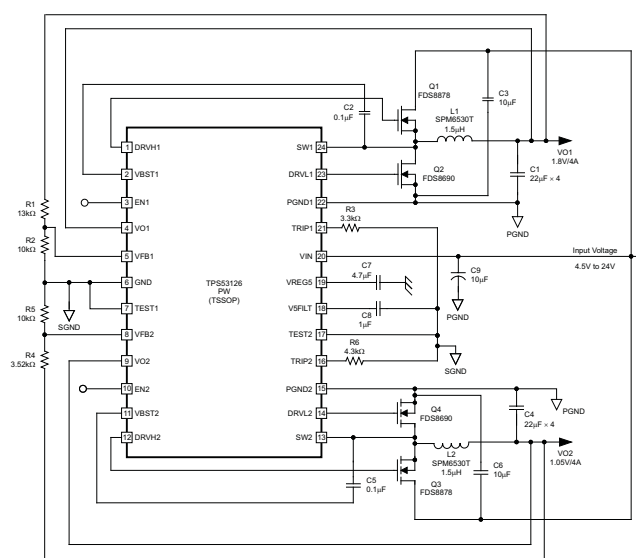 Q1
FDS8878
C3
10μF
C2
0.1μF
L1
SPM6530T
1.5μH
VO1
1.8V/4A
C1
22μF × 4
PGND
Q2
FDS8690
1 DRVH1
2 VBST1
3 EN1
4 VO1
5 VFB1
6 GND
7 TEST1
8 VFB2
9 VO2
10 EN2
11 VBST2
12 DRVH2
TPS53126
PW
(TSSOP)
SW1 24
DRVL1 23
PGND1 22
TRIP1 21
VIN 20
VREG5 19
V5FILT 18
TEST2 17
TRIP2 16
PGND2 15
DRVL2 14
SW2 13
R1
13kΩ
R2
10kΩ
R5
10kΩ
R4
3.52kΩ
SGND
R3
3.3kΩ
Input Voltage
4.5V to 24V
C7
4.7μF
C9
10μF
PGND
C8
1μF
R6
4.3kΩ
SGND
PGND
C4
22μF × 4
Q4
FDS8690
VO2
1.05V/4A
L2
SPM6530T
1.5μH
C6
10μF
C5
0.1μF
Q3
FDS8878